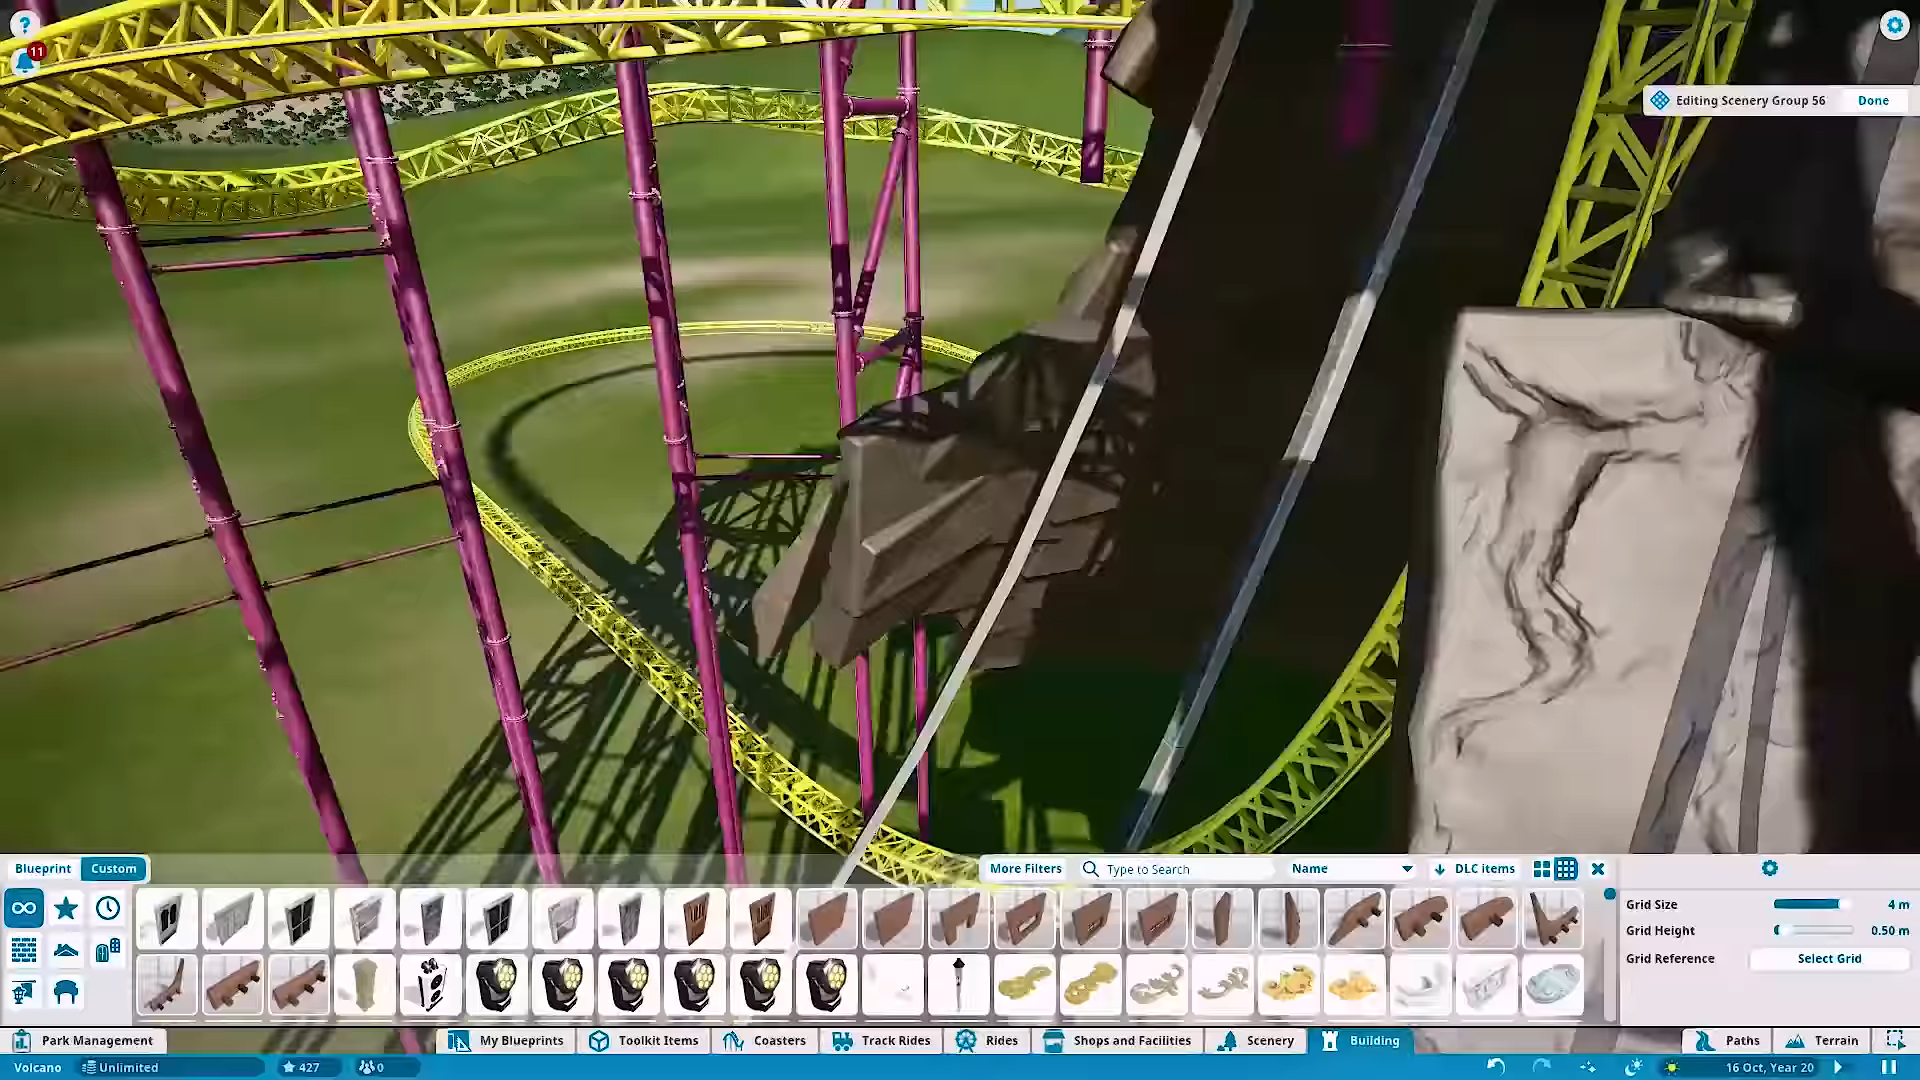 ?
11
Editing Scenery Group 56 Done
Blueprint Custom
More Filters Type to Search Name DLC items
Grid Size 4 m
Grid Height 0.50 m
Grid Reference Select Grid
Park Management My Blueprints Toolkit Items Coasters Track Rides Rides Shops and Facilities Scenery Building Paths Terrain
Volcano Unlimited 427 0 16 Oct, Year 20